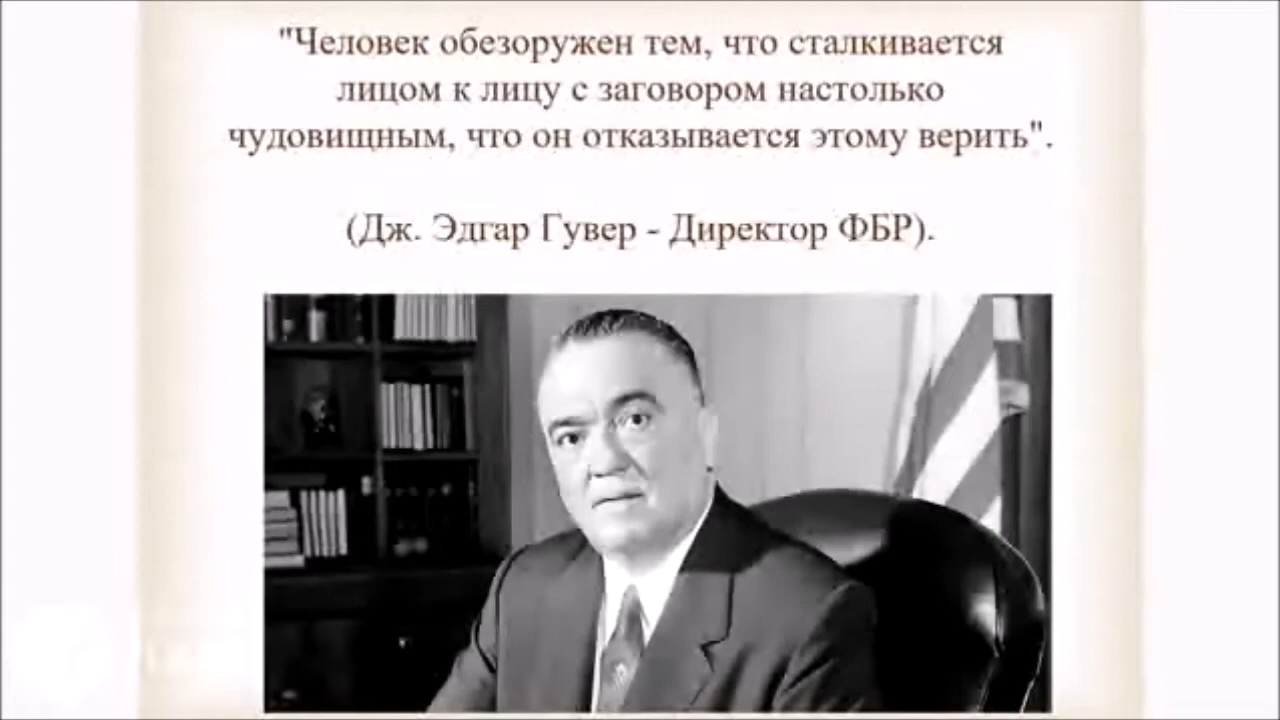 "Человек обезоружен тем, что сталкивается
лицом к лицу с заговором настолько
чудовищным, что он отказывается этому верить".
(Дж. Эдгар Гувер - Директор ФБР).